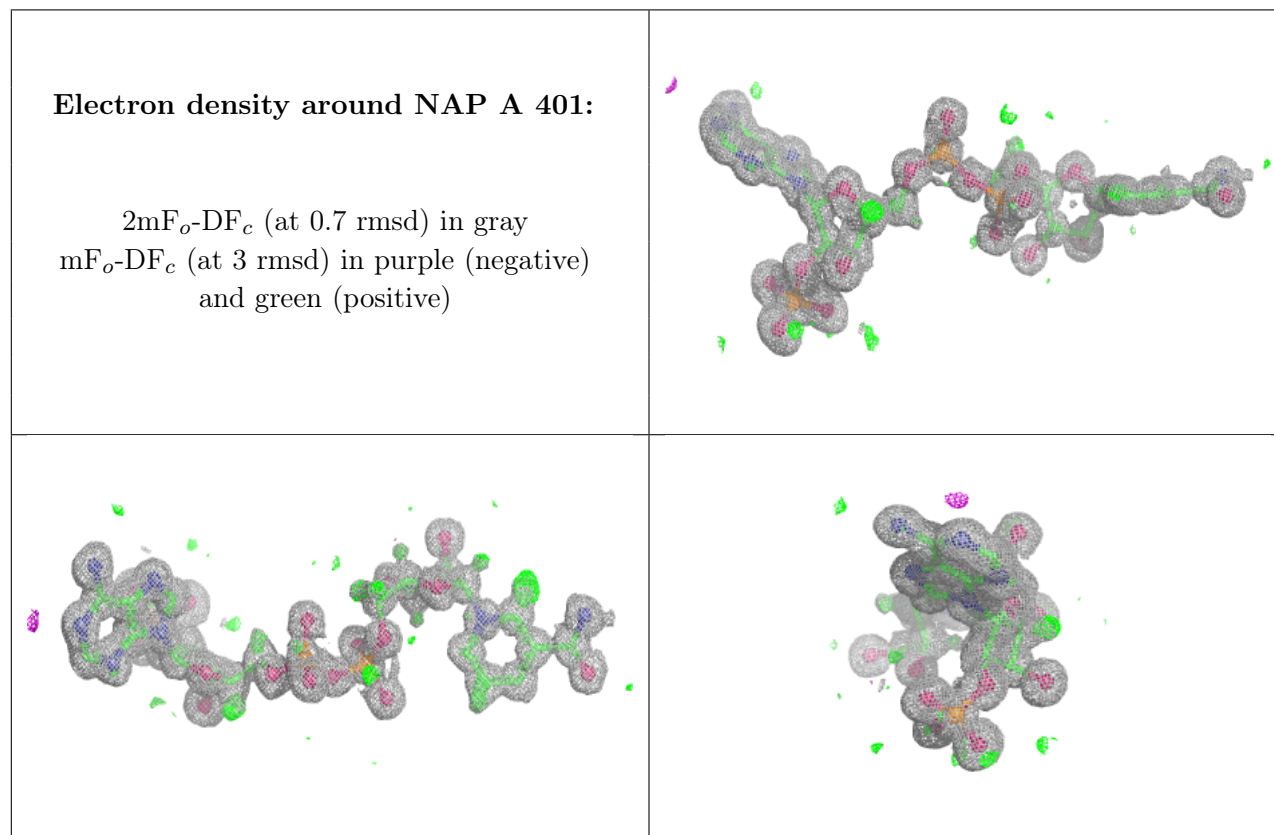 Electron density around NAP A 401:
2mFo-DFc (at 0.7 rmsd) in gray
mFo-DFc (at 3 rmsd) in purple (negative)
and green (positive)